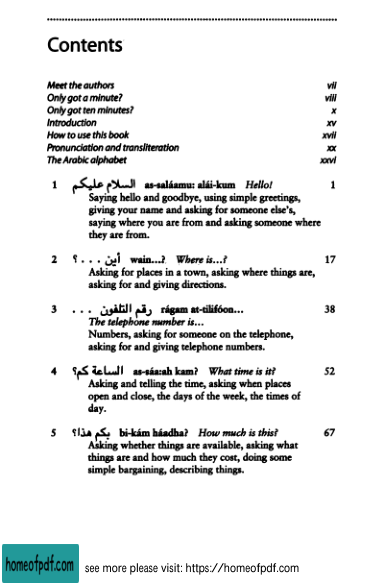 Contents
Meet the authors vii
Only got a minute? viii
Only got ten minutes? x
Introduction xv
How to use this book xvii
Pronunciation and transliteration xx
The Arabic alphabet xxvi
1 السلام عليكم as-saláamu: alái-kum Hello! 1
Saying hello and goodbye, using simple greetings,
giving your name and asking for someone else's,
saying where you are from and asking someone where
they are from.
2 أين . . . ؟ wain...? Where is...? 17
Asking for places in a town, asking where things are,
asking for and giving directions.
3 رقم التلفون . . . rágam at-tilifóon... 38
The telephone number is...
Numbers, asking for someone on the telephone,
asking for and giving telephone numbers.
4 الساعة كم؟ as-sáa:ah kam? What time is it? 52
Asking and telling the time, asking when places
open and close, the days of the week, the times of
day.
5 بكم هذا؟ bi-kám háadha? How much is this? 67
Asking whether things are available, asking what
things are and how much they cost, doing some
simple bargaining, describing things.
homeofpdf.com see more please visit: https://homeofpdf.com